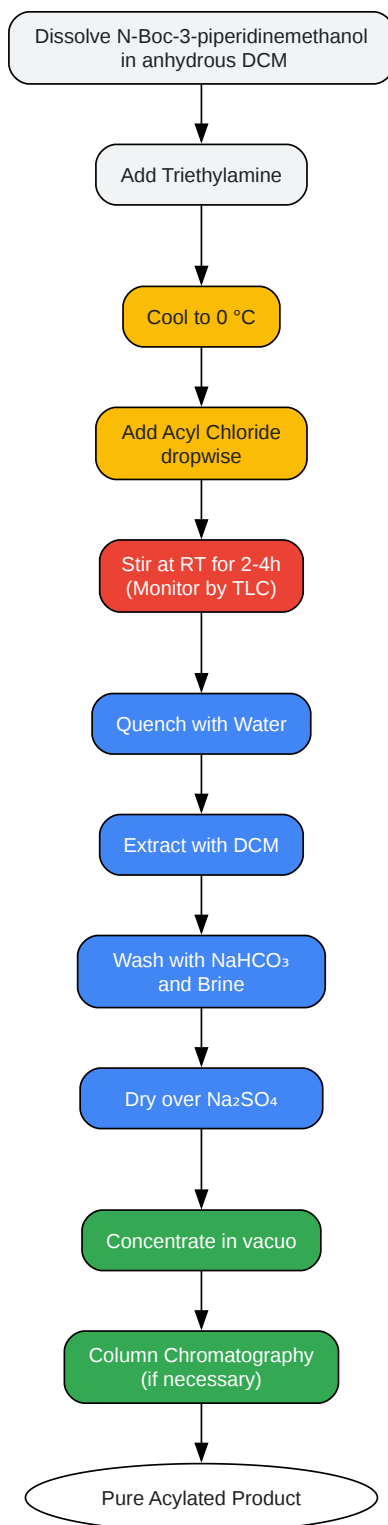 Dissolve N-Boc-3-piperidinemethanol
in anhydrous DCM
Add Triethylamine
Cool to 0 °C
Add Acyl Chloride
dropwise
Stir at RT for 2-4h
(Monitor by TLC)
Quench with Water
Extract with DCM
Wash with NaHCO₃
and Brine
Dry over Na₂SO₄
Concentrate in vacuo
Column Chromatography
(if necessary)
Pure Acylated Product